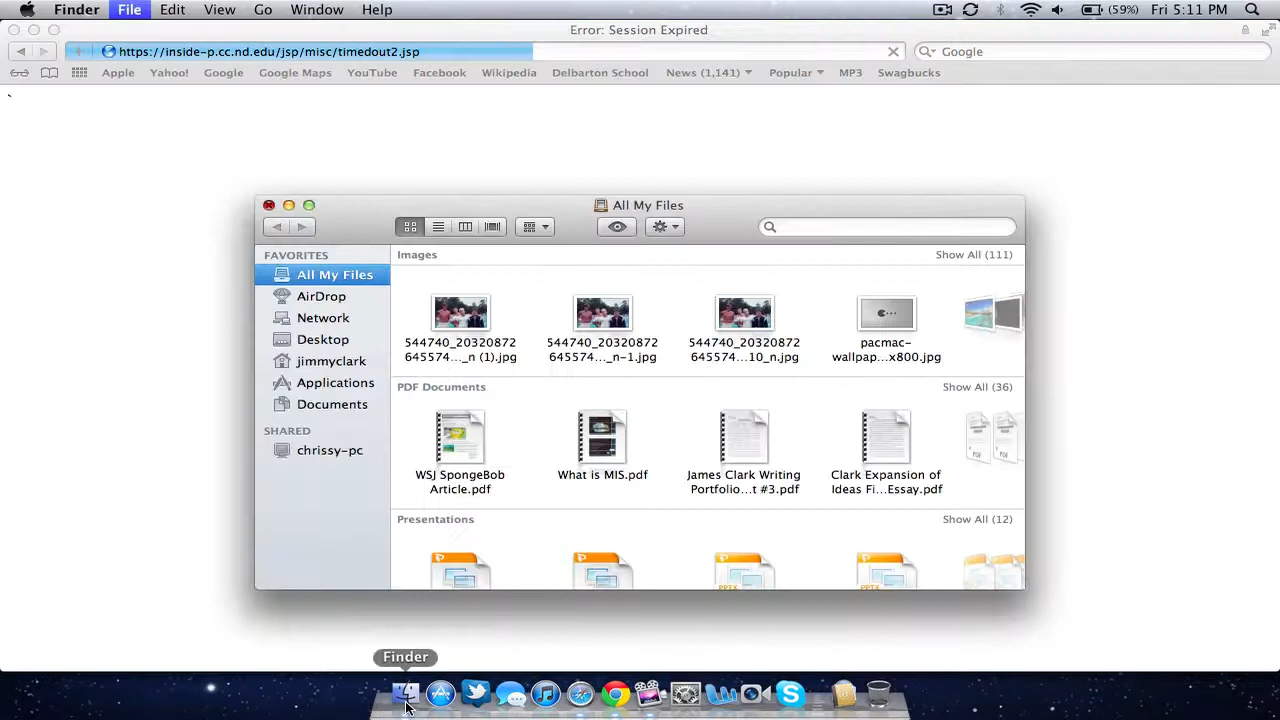 Finder File Edit View Go Window Help (59%) Fri 5:11 PM
Error: Session Expired
https://inside-p.cc.nd.edu/jsp/misc/timedout2.jsp Google
Apple Yahoo! Google Google Maps YouTube Facebook Wikipedia Delbarton School News (1,141) Popular MP3 Swagbucks
All My Files
FAVORITES
All My Files
AirDrop
Network
Desktop
jimmyclark
Applications
Documents
SHARED
chrissy-pc
Images Show All (111)
544740_20320872
645574..._n (1).jpg
544740_20320872
645574..._n-1.jpg
544740_20320872
645574...10_n.jpg
pacmac-
wallpap...x800.jpg
PDF Documents Show All (36)
WSJ SpongeBob
Article.pdf
What is MIS.pdf
James Clark Writing
Portfolio...t #3.pdf
Clark Expansion of
Ideas Fi...Essay.pdf
PDF PDF
Presentations Show All (12)
PPTX PPTX
Finder